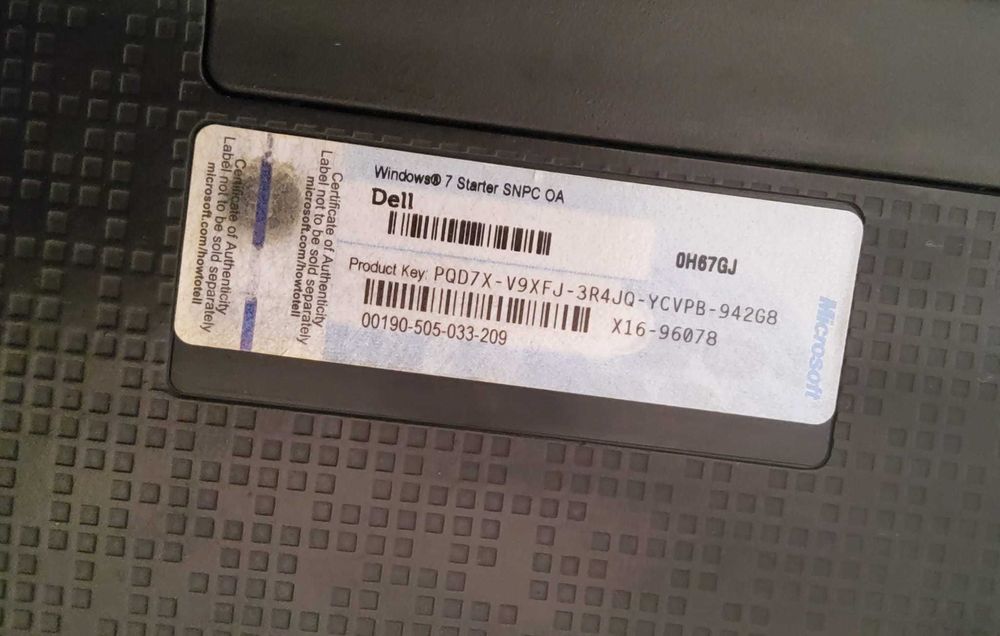 Certificate of Authenticity
Label not to be sold separately
microsoft.com/howtotell
Certificate of Authenticity
Label not to be sold separately
microsoft.com/howtotell
Windows® 7 Starter SNPC OA
Dell
0H67GJ
Product Key: PQD7X-V9XFJ-3R4JQ-YCVPB-942G8
X16-96078
00190-505-033-209
Microsoft